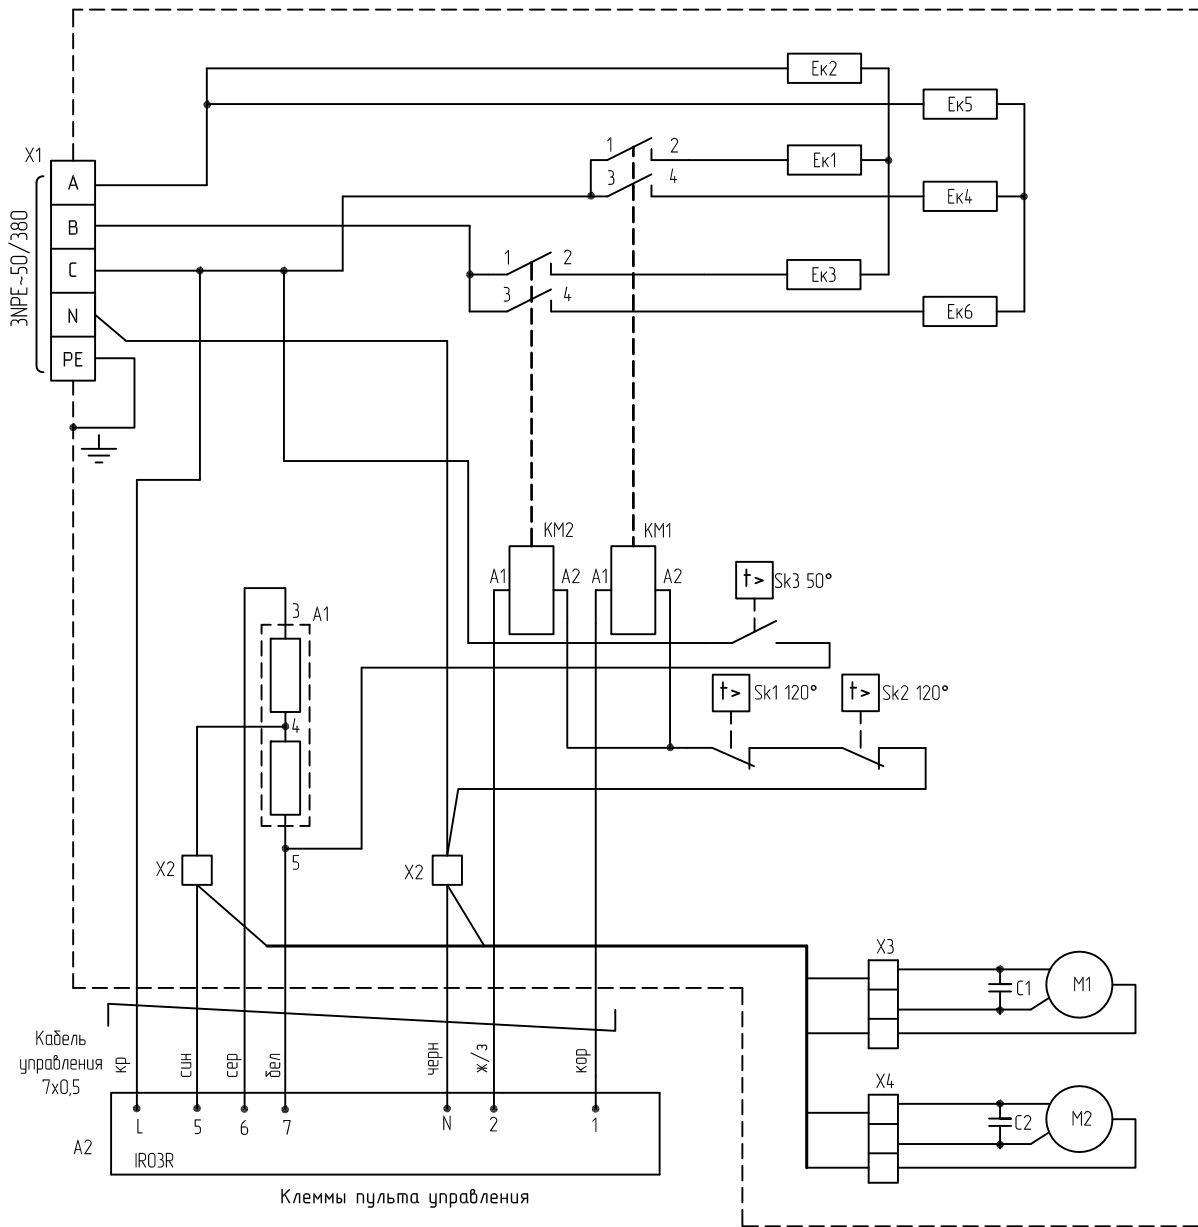 Ек2
Ек5
X1
1
2
Ек1
A
3
4
Ек4
3NPE~50/380
B
1
2
C
Ек3
3
4
N
Ек6
PE
KM2
KM1
A1
A2
A1
A2
t>
Sk3 50°
3
A1
t>
Sk1 120°
t>
Sk2 120°
4
X2
5
X2
X3
C1
M1
Кабель
управления
7x0,5
кр
син
сер
бел
черн
ж/з
кор
X4
C2
M2
L
5
6
7
N
2
1
A2
IR03R
Клеммы пульта управления